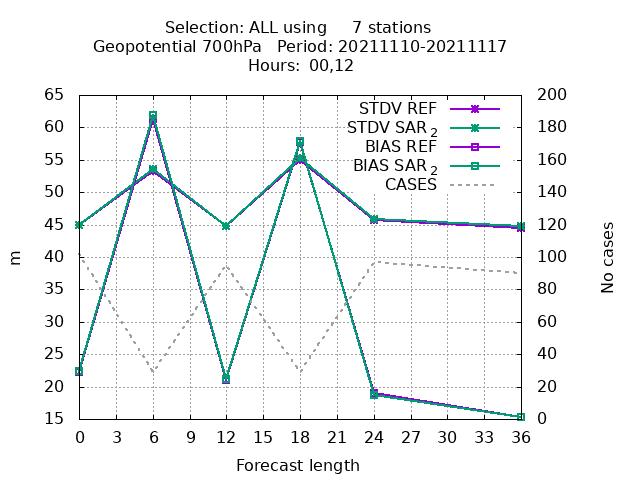 Selection: ALL using 7 stations
Geopotential 700hPa Period: 20211110-20211117
Hours: 00,12
STDV REF
STDV SAR 2
BIAS REF
BIAS SAR 2
CASES
65
60
55
50
45
40
35
30
25
20
15
m
200
180
160
140
120
100
80
60
40
20
0
No cases
0 3 6 9 12 15 18 21 24 27 30 33 36
Forecast length